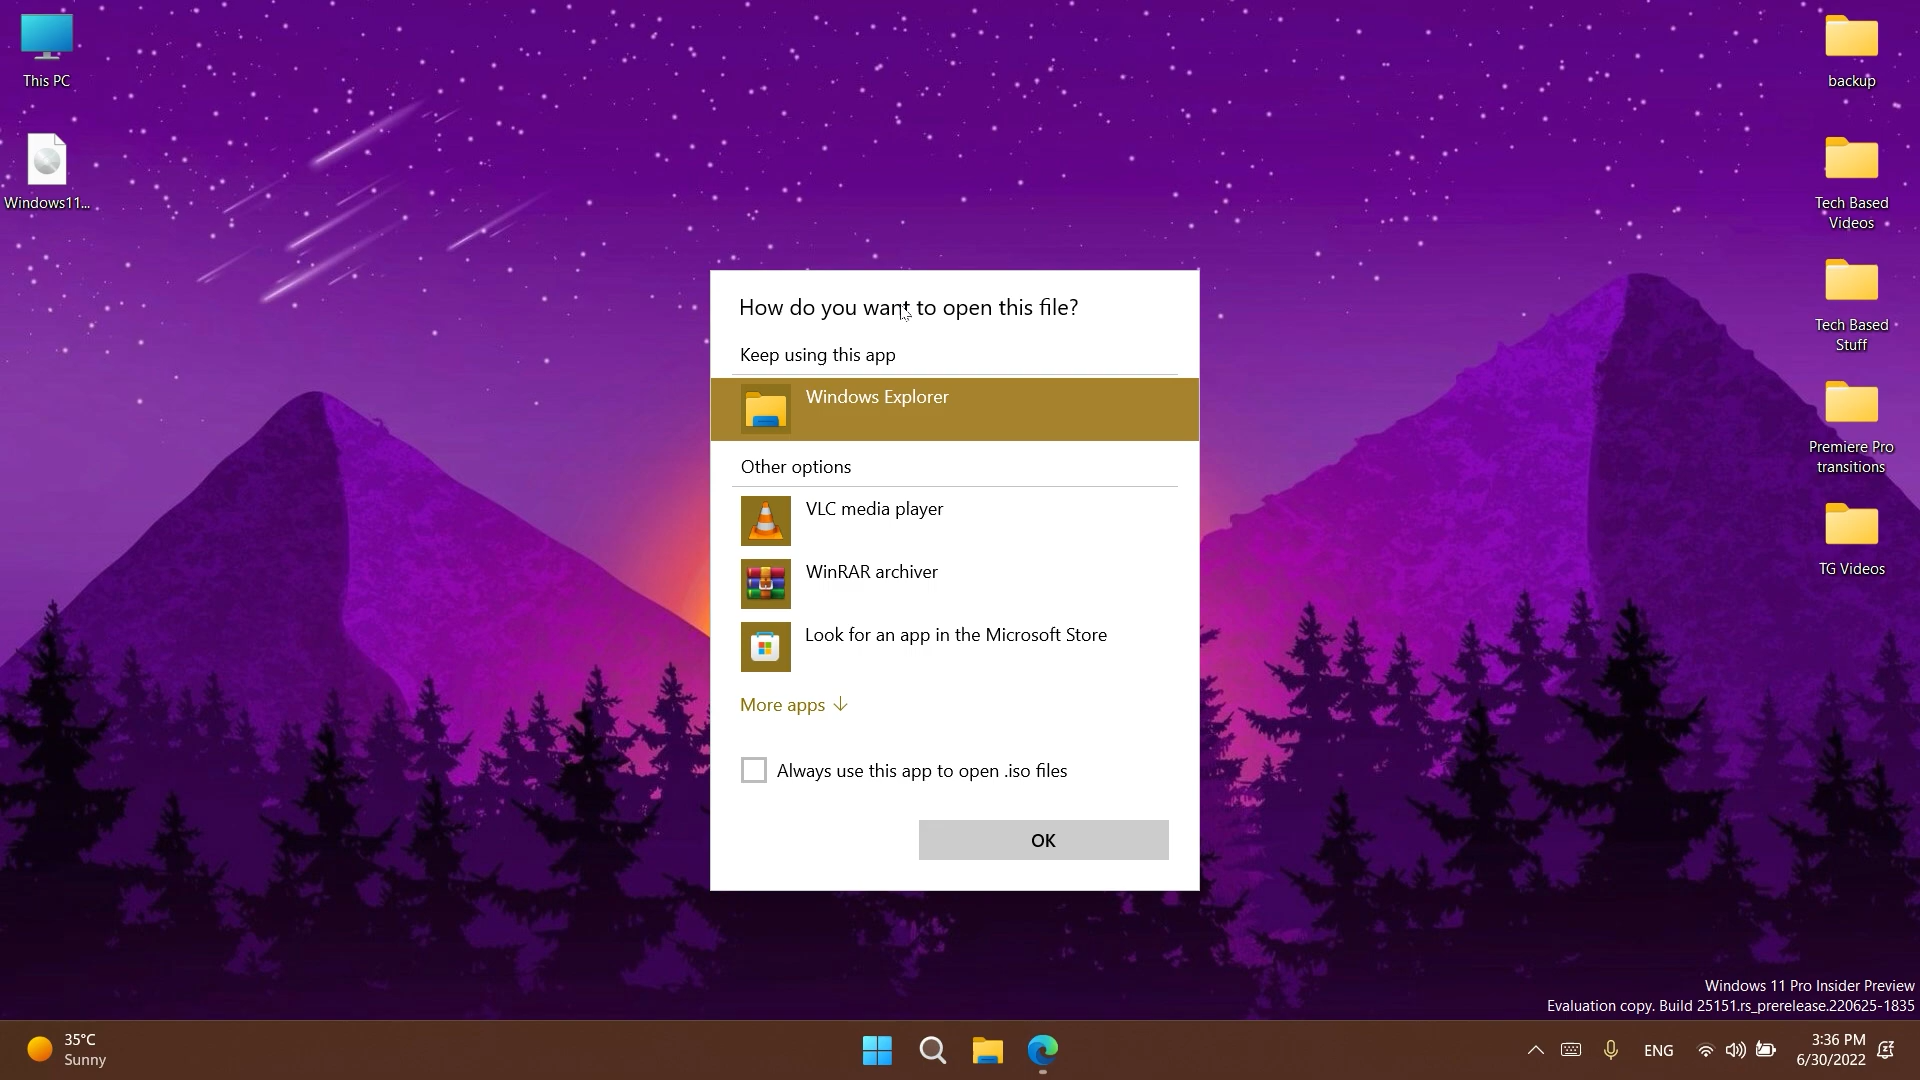 This PC
Windows11...
backup
Tech Based
Videos
Tech Based
Stuff
Premiere Pro
transitions
TG Videos
How do you want to open this file?
Keep using this app
Windows Explorer
Other options
VLC media player
WinRAR archiver
Look for an app in the Microsoft Store
More apps ↓
Always use this app to open .iso files
OK
Windows 11 Pro Insider Preview
Evaluation copy. Build 25151.rs_prerelease.220625-1835
35°C
Sunny
ENG
3:36 PM
6/30/2022